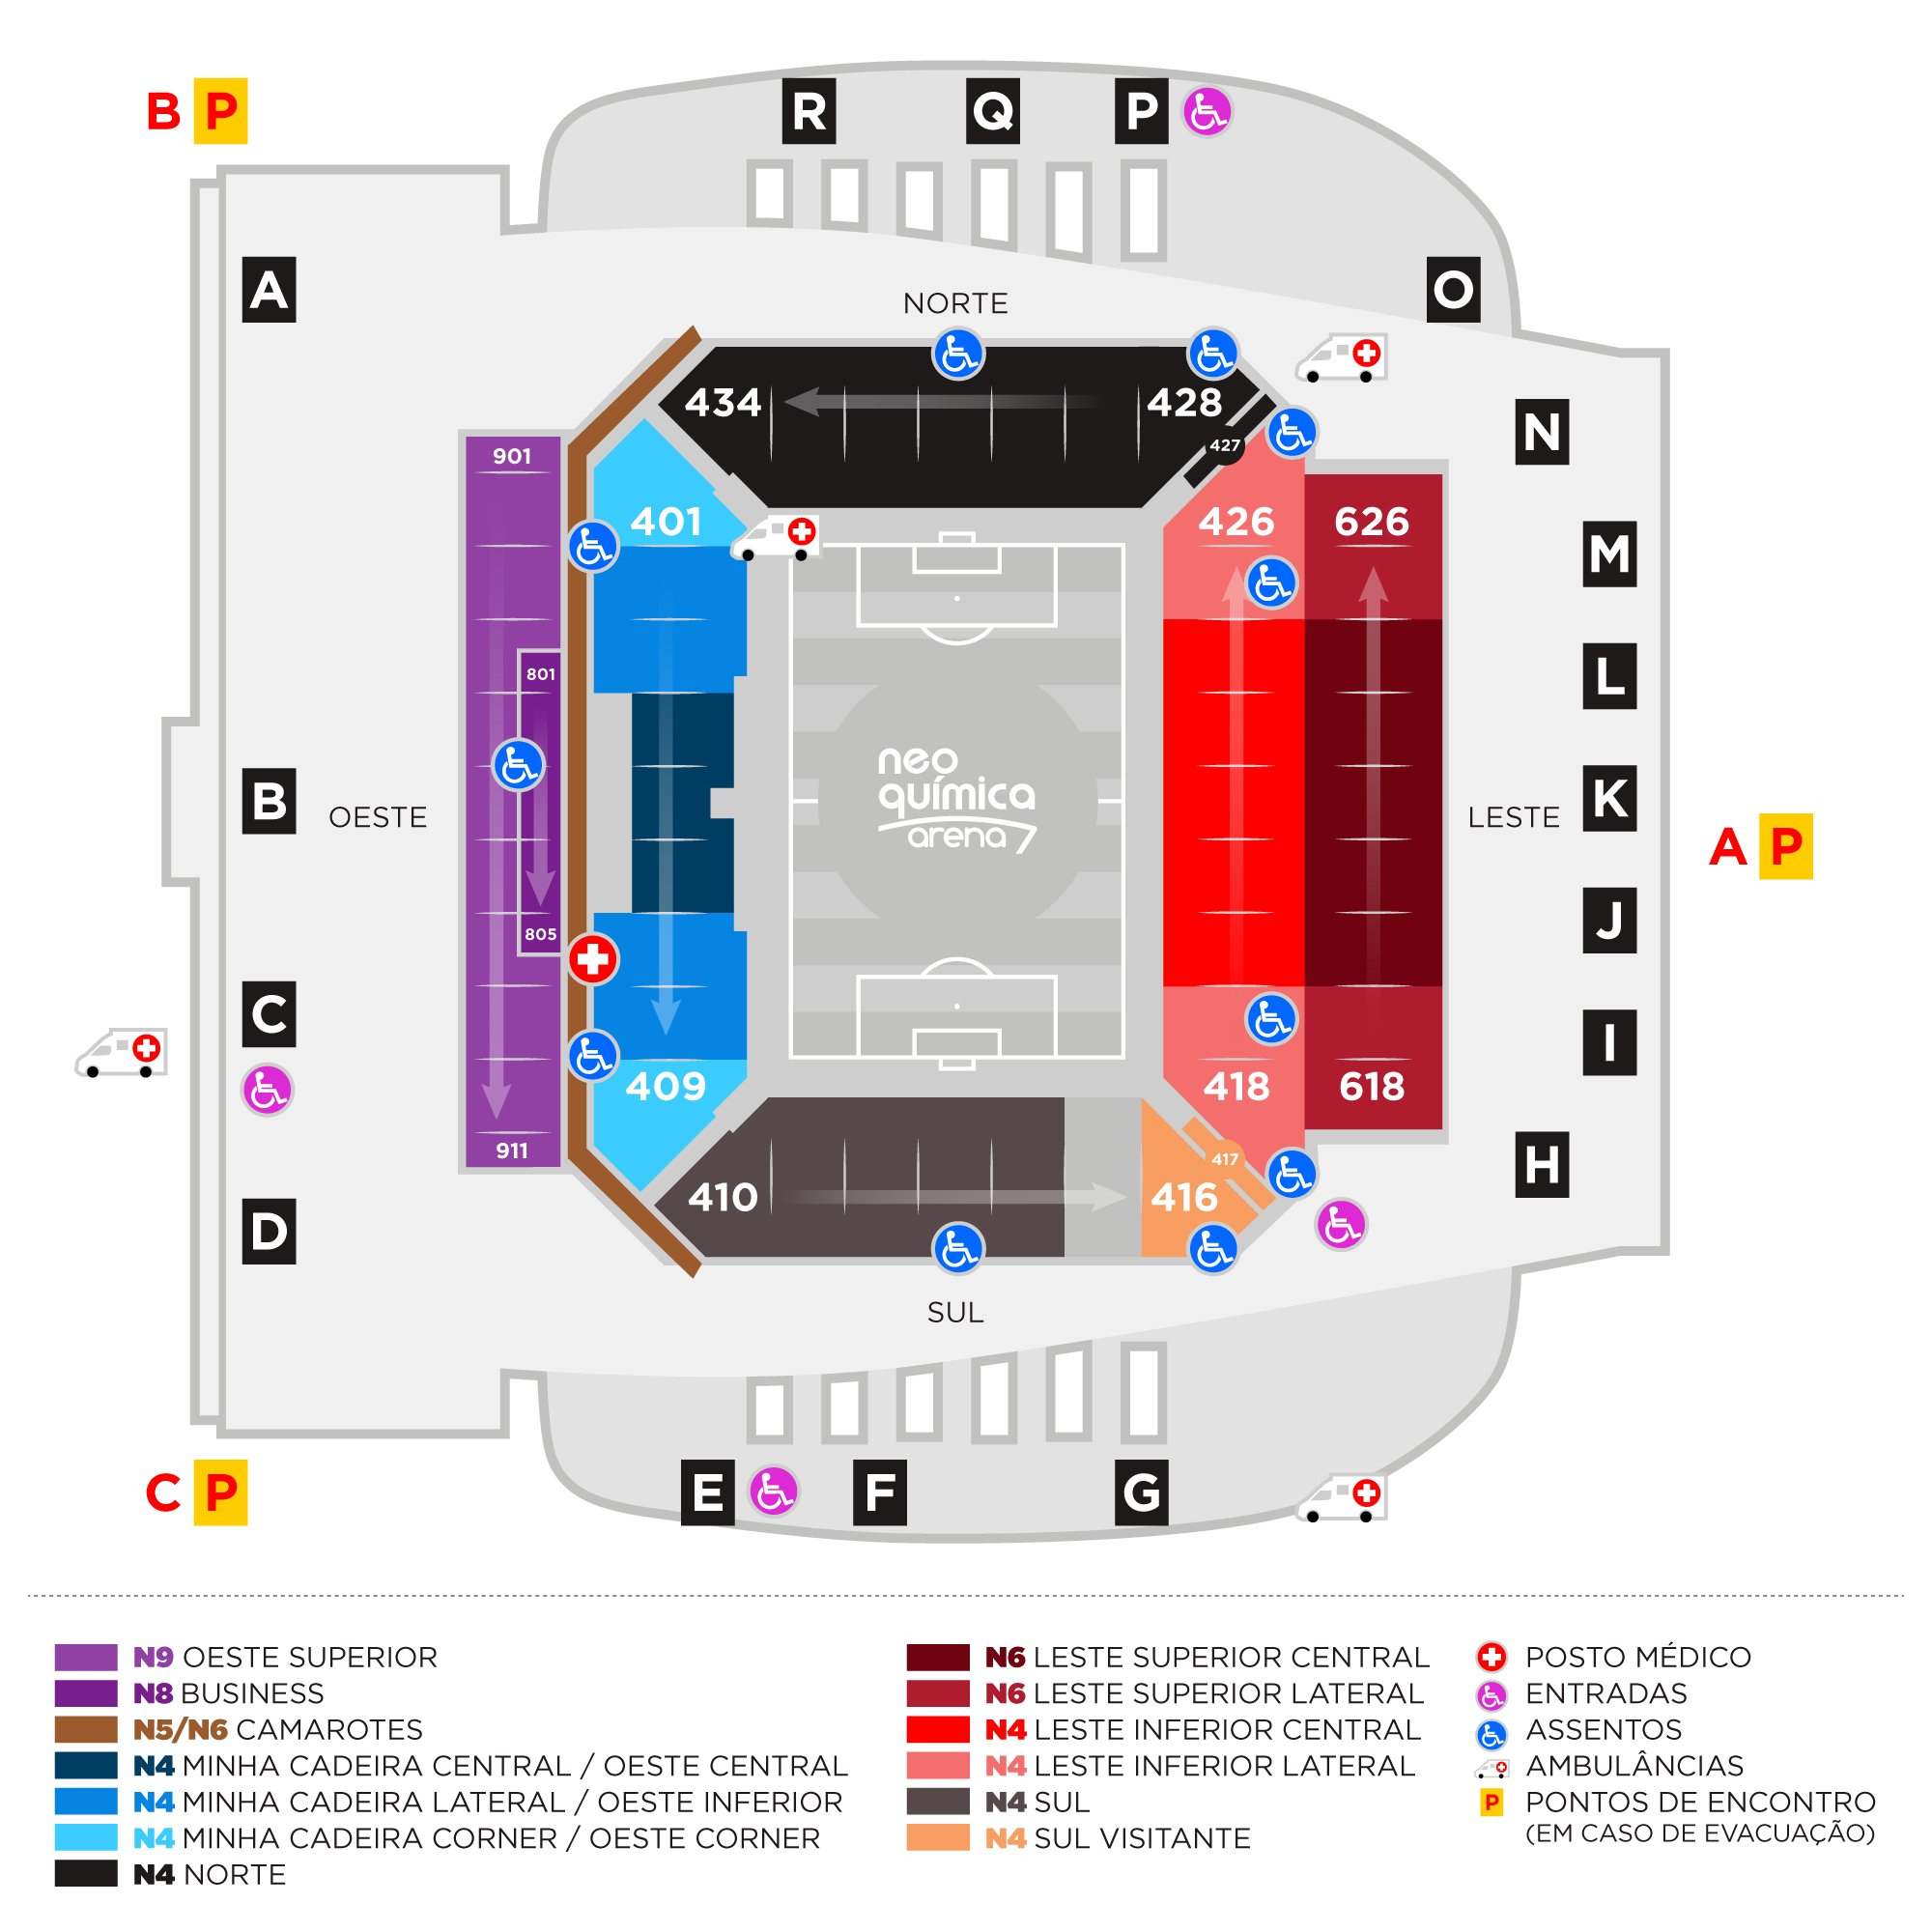 B P
R
Q
P
A
O
NORTE
434
428
427
N
901
401
426
626
M
801
L
neo
química
arena
B
OESTE
LESTE
K
A P
805
J
C
I
409
418
618
911
417
H
410
416
D
SUL
C P
E
F
G
N9 OESTE SUPERIOR
N8 BUSINESS
N5/N6 CAMAROTES
N4 MINHA CADEIRA CENTRAL / OESTE CENTRAL
N4 MINHA CADEIRA LATERAL / OESTE INFERIOR
N4 MINHA CADEIRA CORNER / OESTE CORNER
N4 NORTE
N6 LESTE SUPERIOR CENTRAL
N6 LESTE SUPERIOR LATERAL
N4 LESTE INFERIOR CENTRAL
N4 LESTE INFERIOR LATERAL
N4 SUL
N4 SUL VISITANTE
POSTO MÉDICO
ENTRADAS
ASSENTOS
AMBULÂNCIAS
P PONTOS DE ENCONTRO
(EM CASO DE EVACUAÇÃO)